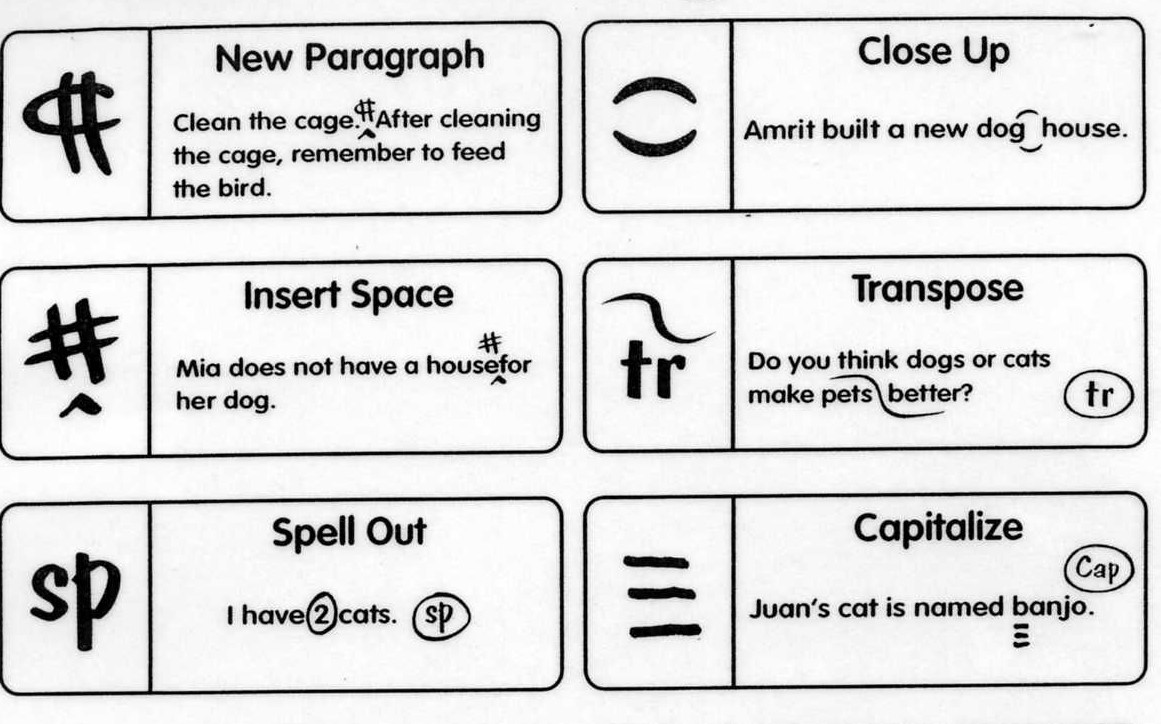 New Paragraph
Clean the cage.¶After cleaning
the cage, remember to feed
the bird.
Close Up
Amrit built a new dog house.
#
Insert Space
#
Mia does not have a housefor
her dog.
tr
Transpose
Do you think dogs or cats
make pets better? tr
sp
Spell Out
I have 2 cats. sp
Capitalize
Cap
Juan's cat is named banjo.